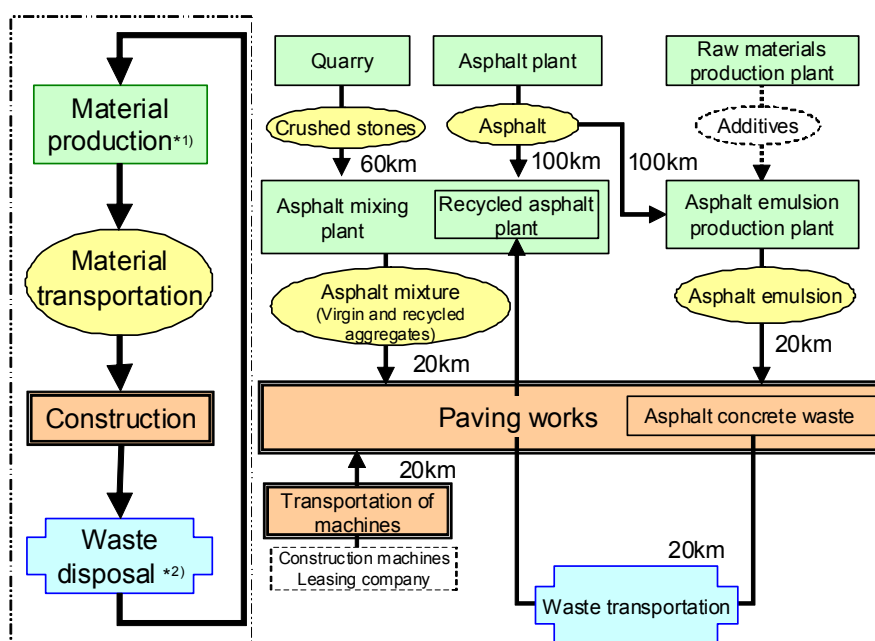 Material
production*1)
Material
transportation
Construction
Waste
disposal *2)
Quarry
Asphalt plant
Raw materials
production plant
Crushed stones
Asphalt
Additives
60km
100km
100km
Asphalt mixing
plant
Recycled asphalt
plant
Asphalt emulsion
production plant
Asphalt mixture
(Virgin and recycled
aggregates)
Asphalt emulsion
20km
20km
Paving works
Asphalt concrete waste
20km
Transportation of
machines
Construction machines
Leasing company
20km
Waste transportation